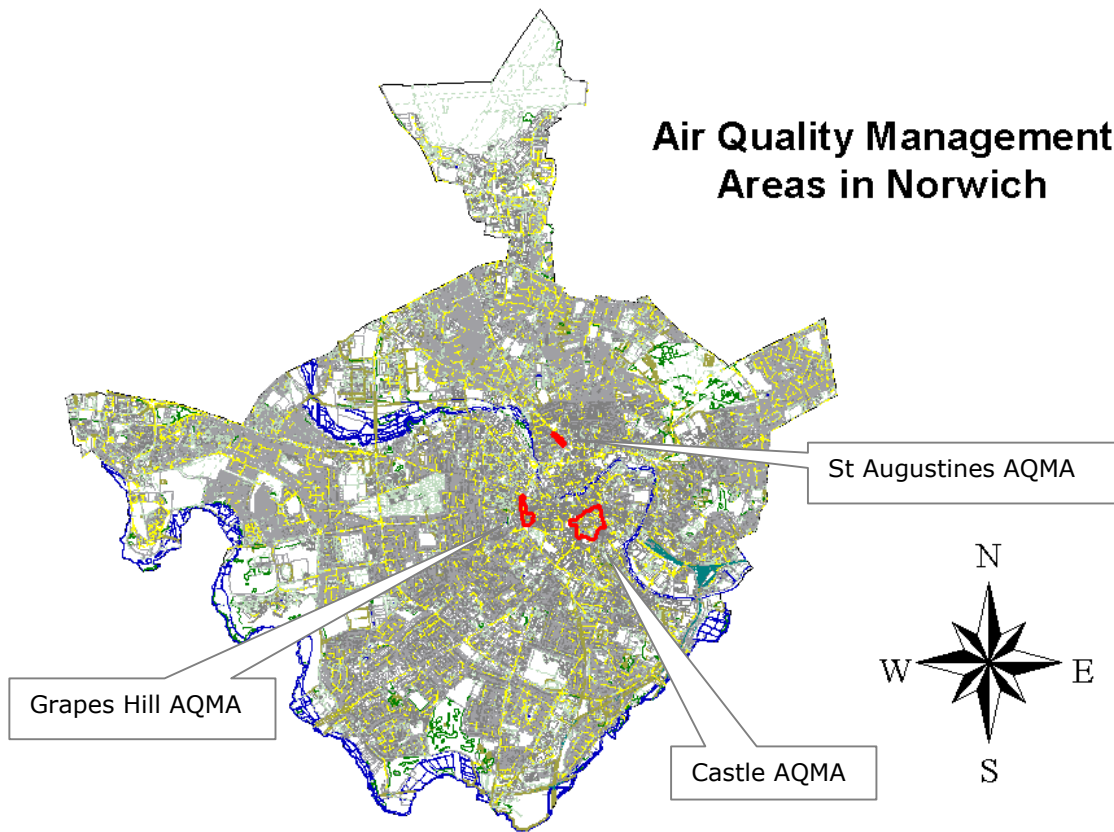 Air Quality Management
Areas in Norwich
St Augustines AQMA
N
W
E
S
Grapes Hill AQMA
Castle AQMA